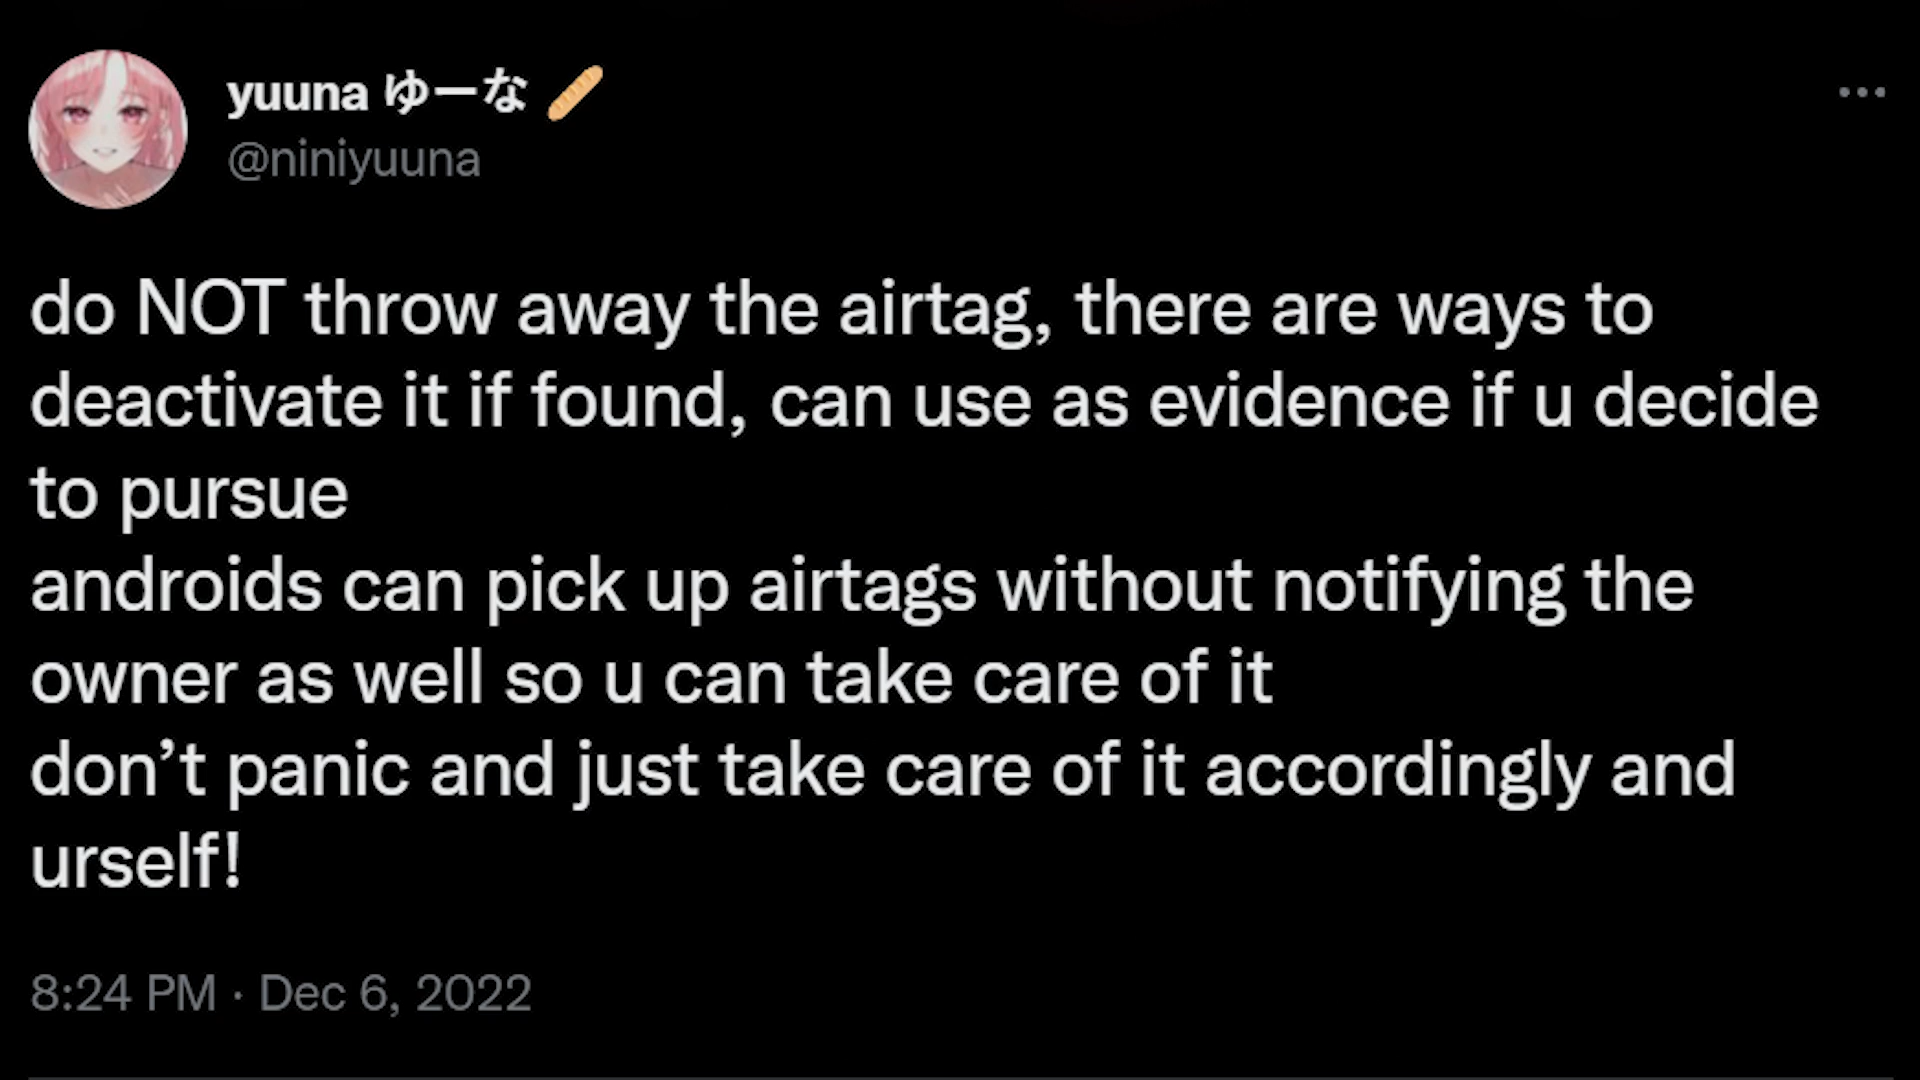 yuuna ゆーな 🥖
@niniyuuna
do NOT throw away the airtag, there are ways to
deactivate it if found, can use as evidence if u decide
to pursue
androids can pick up airtags without notifying the
owner as well so u can take care of it
don’t panic and just take care of it accordingly and
urself!
8:24 PM · Dec 6, 2022